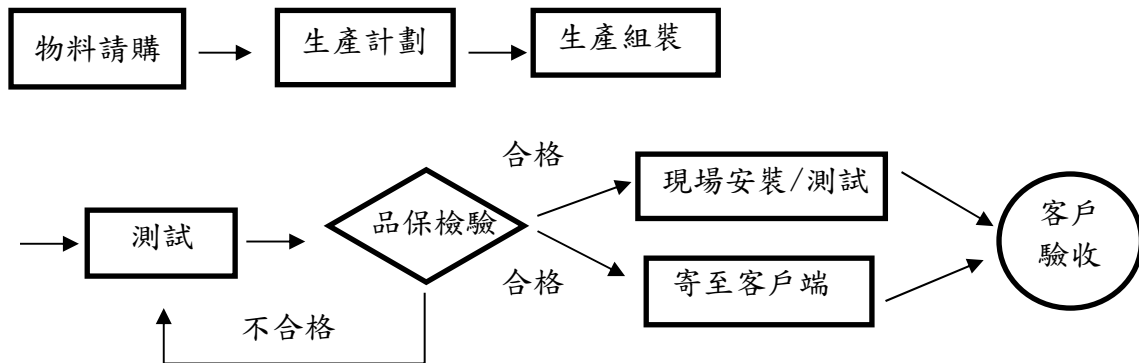 物料請購
生產計劃
生產組裝
測試
品保檢驗
合格
現場安裝/測試
合格
寄至客戶端
客戶
驗收
不合格